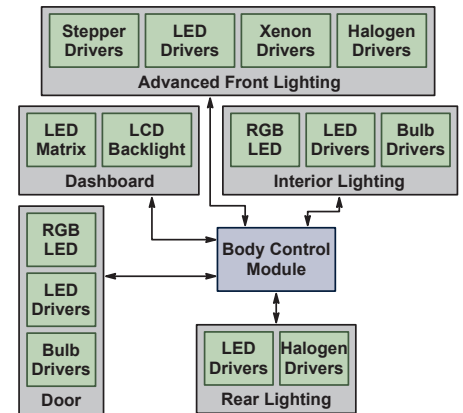 Stepper
Drivers
LED
Drivers
Xenon
Drivers
Halogen
Drivers
Advanced Front Lighting
LED
Matrix
LCD
Backlight
Dashboard
RGB
LED
LED
Drivers
Bulb
Drivers
Interior Lighting
RGB
LED
LED
Drivers
Bulb
Drivers
Door
Body Control
Module
LED
Drivers
Halogen
Drivers
Rear Lighting